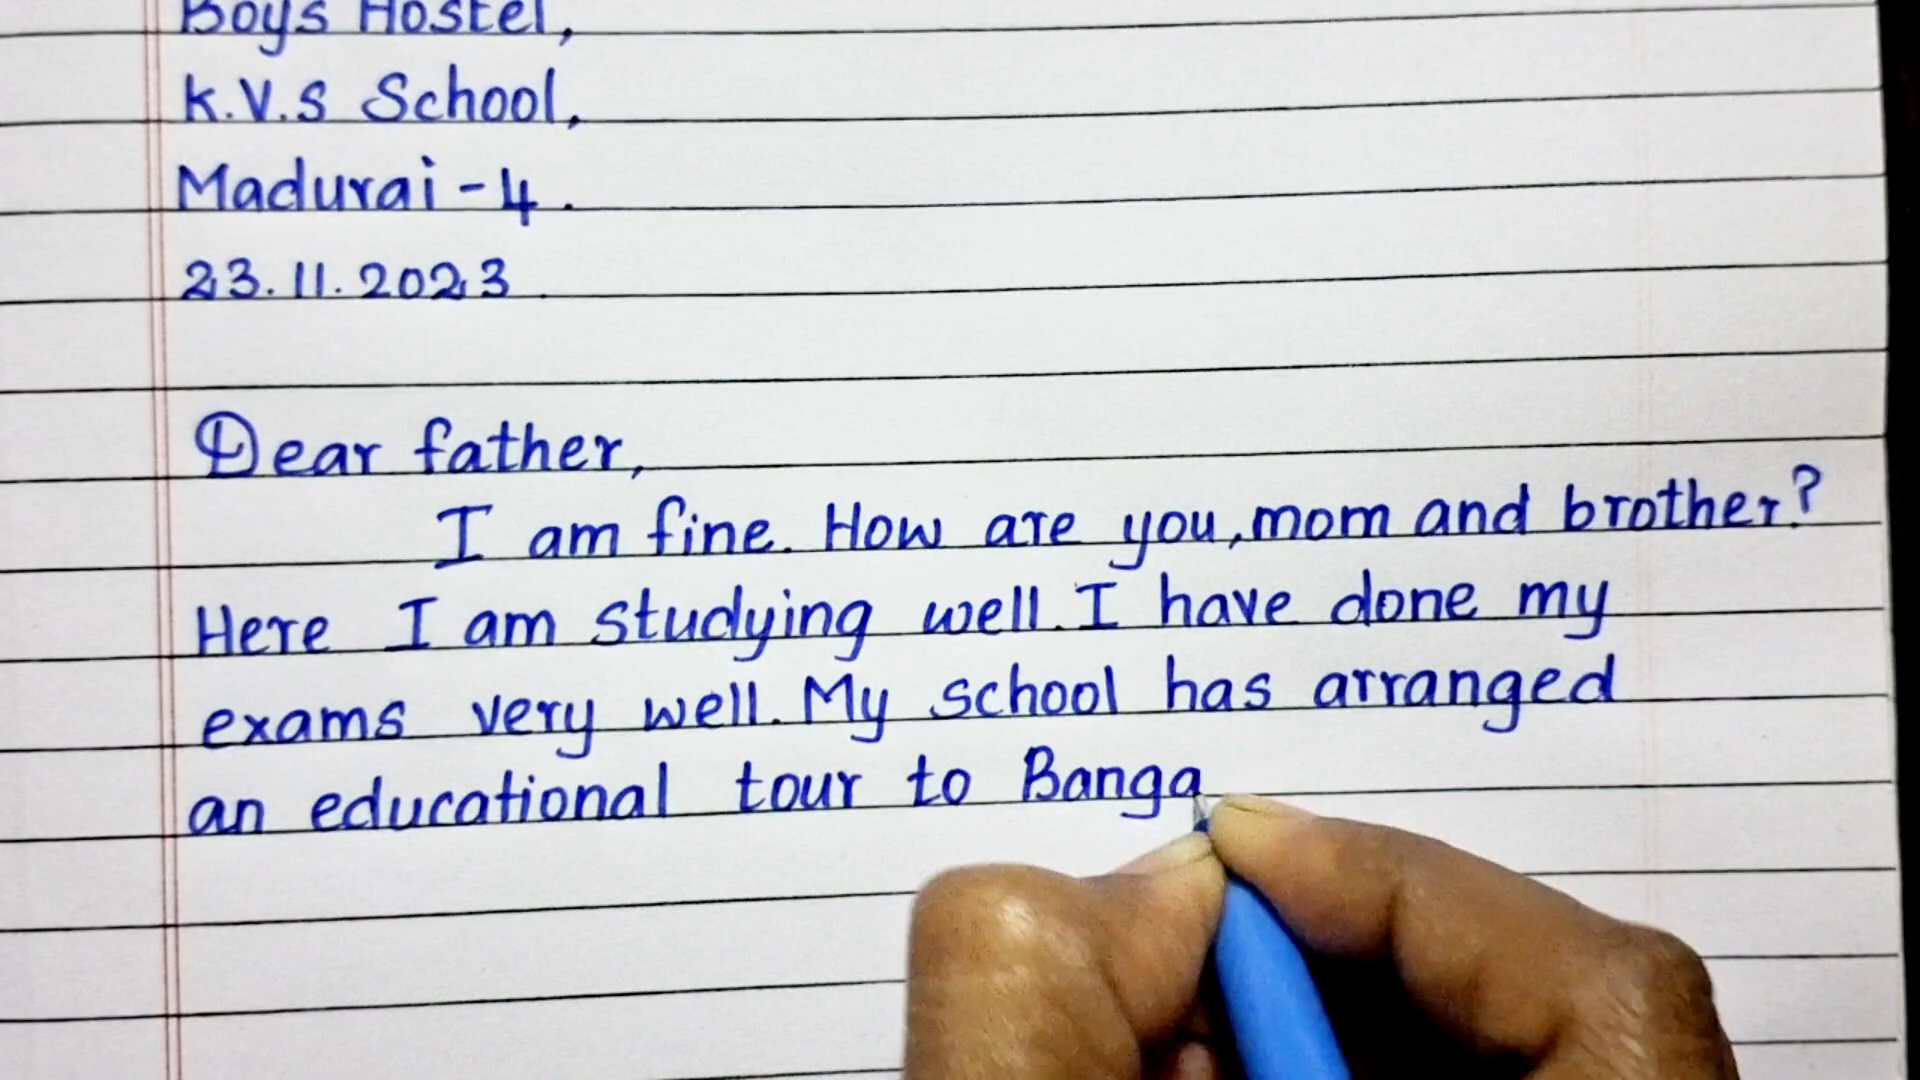 Boys Hostel,
K.V.S School,
Madurai - 4.
23.11.2023
Dear father,
I am fine. How are you, mom and brother?
Here I am studying well. I have done my
exams very well. My school has arranged
an educational tour to Banga